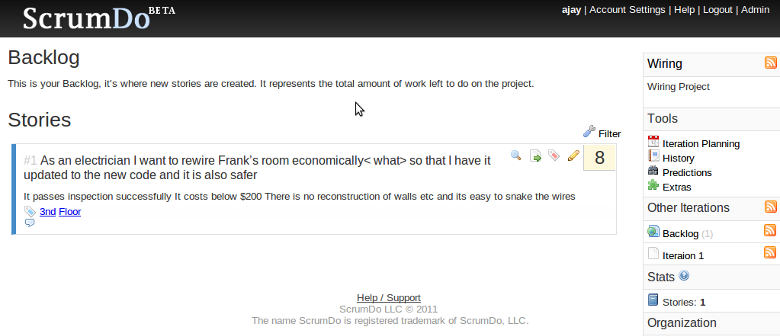 ScrumDo BETA
ajay | Account Settings | Help | Logout | Admin
Backlog
This is your Backlog, it's where new stories are created. It represents the total amount of work left to do on the project.
Stories
Filter
#1 As an electrician I want to rewire Frank's room economically< what> so that I have it
updated to the new code and it is also safer
8
It passes inspection successfully It costs below $200 There is no reconstruction of walls etc and its easy to snake the wires
3nd Floor
Help / Support
ScrumDo LLC © 2011
The name ScrumDo is registered trademark of ScrumDo, LLC.
Wiring
Wiring Project
Tools
Iteration Planning
History
Predictions
Extras
Other Iterations
Backlog (1)
Iteraion 1
Stats
Stories: 1
Organization